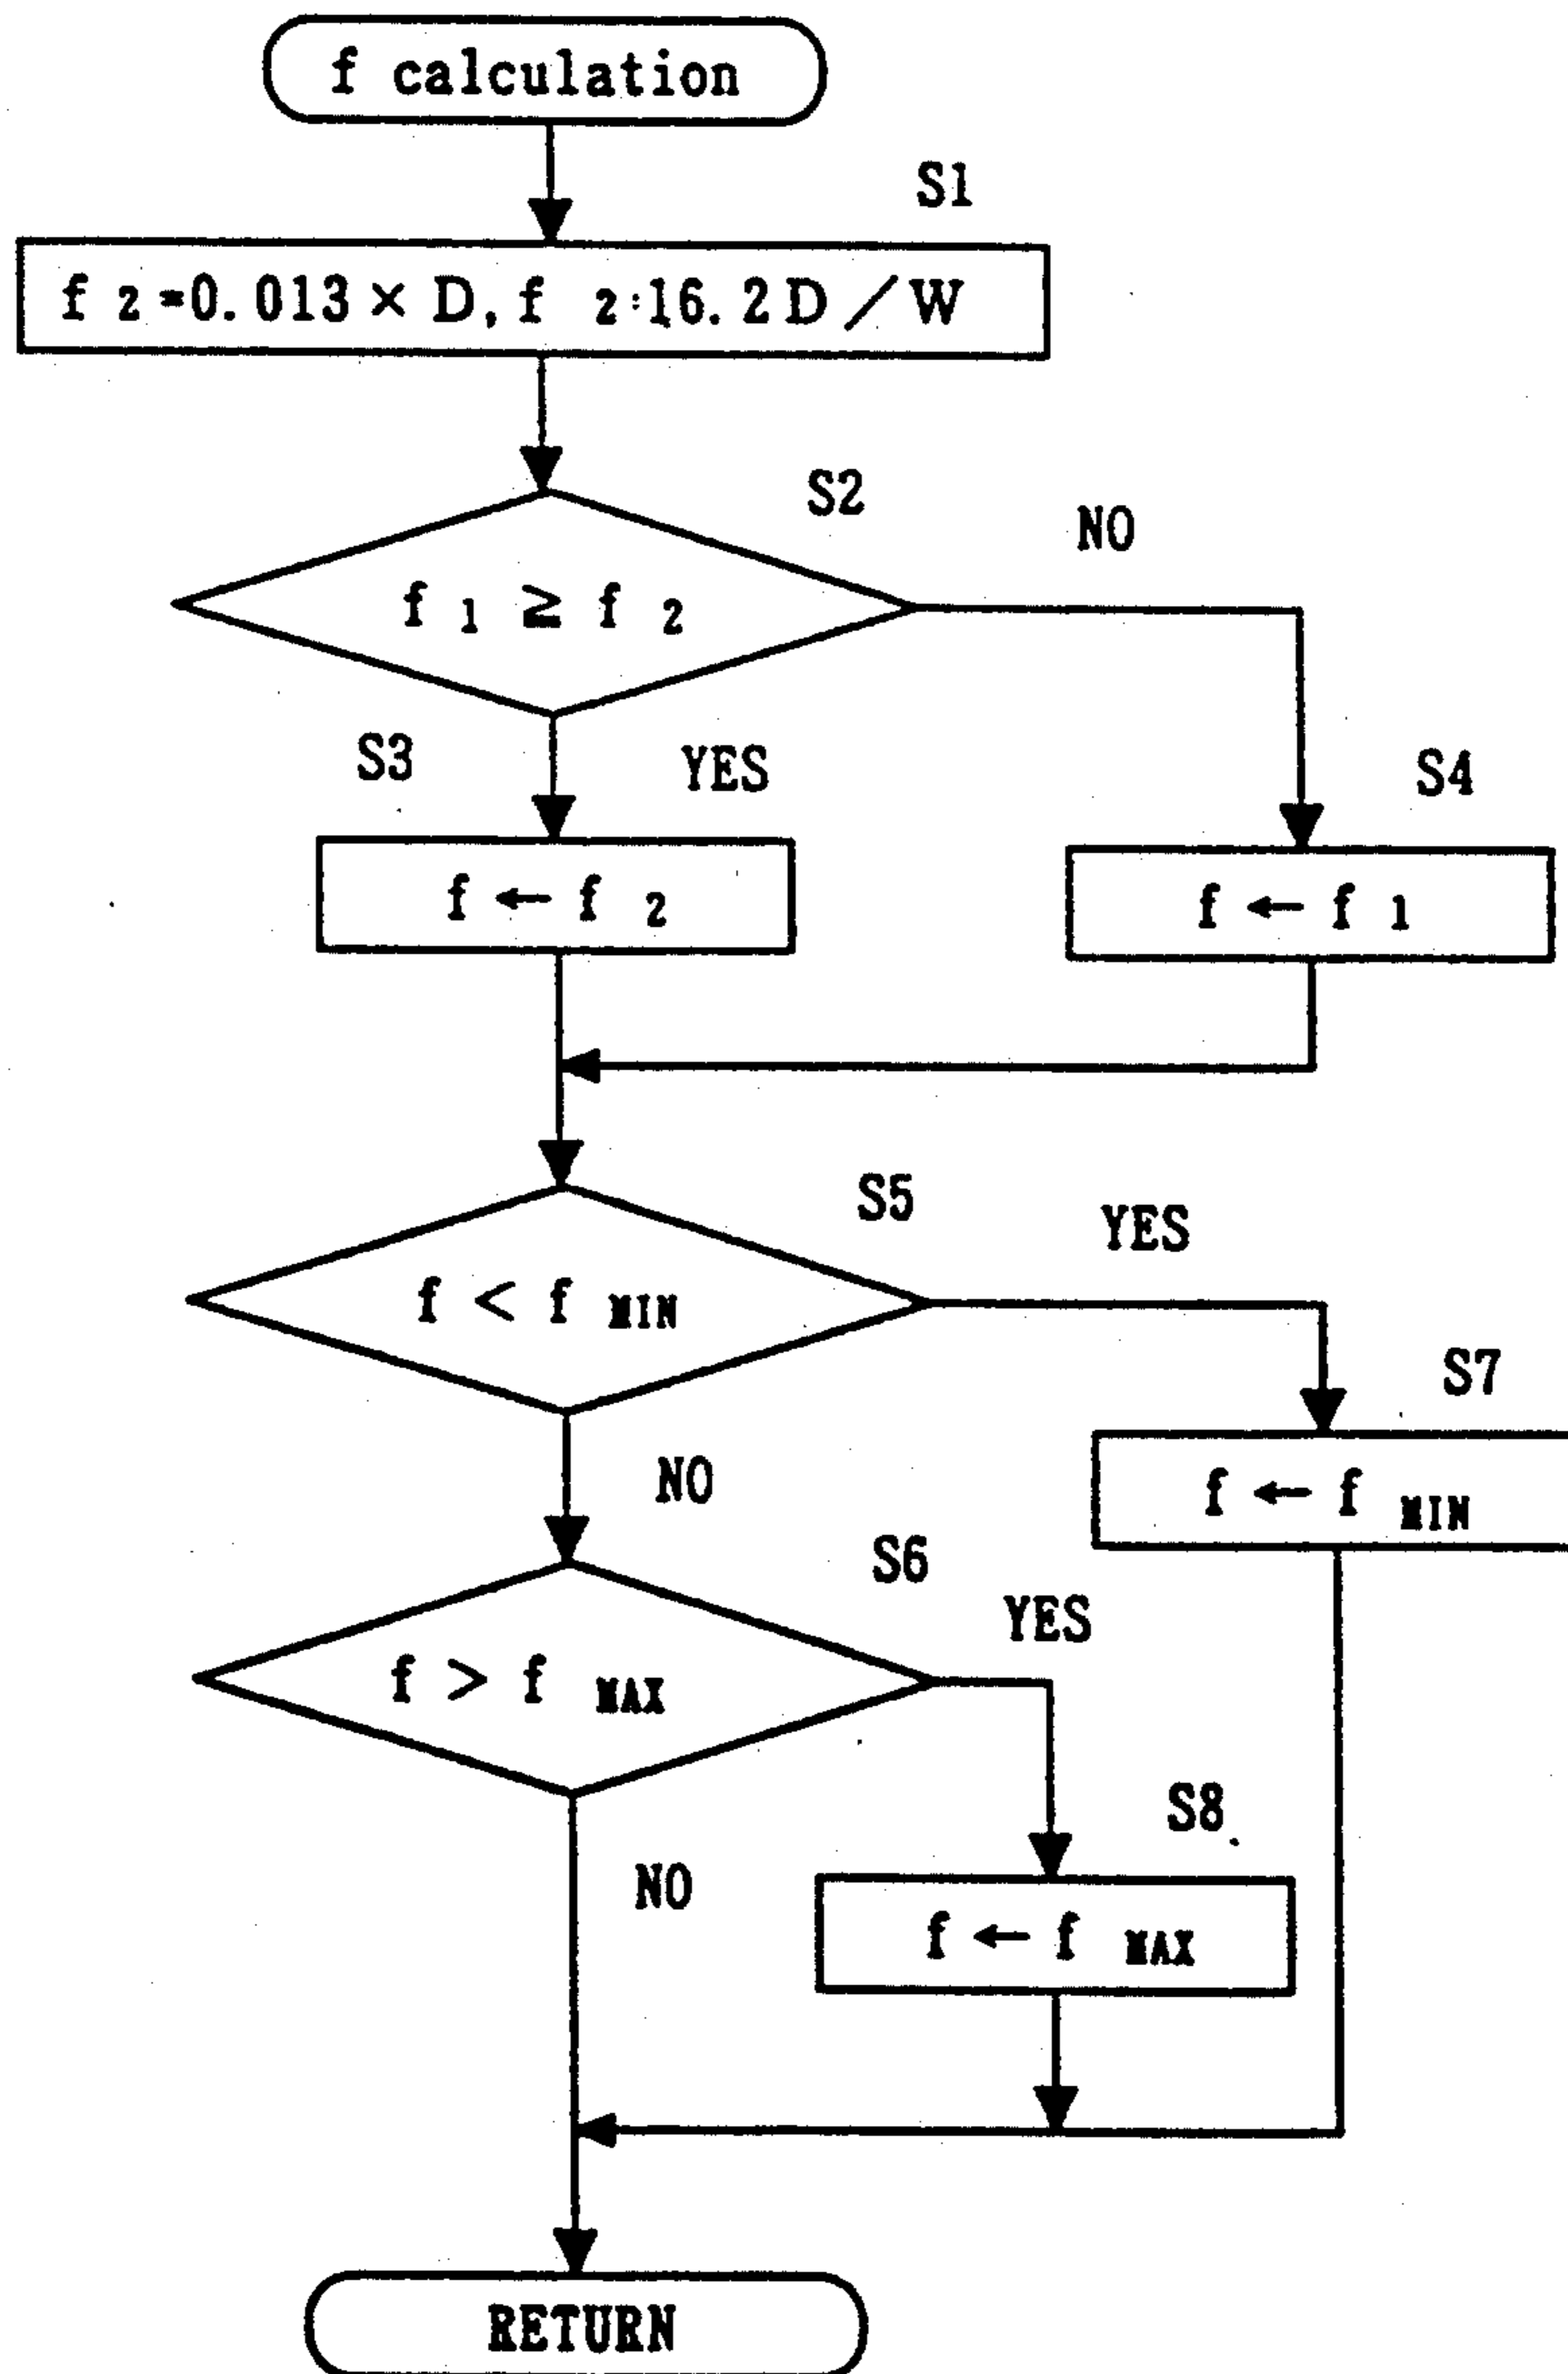 f calculation
S1
f 2=0.013 × D, f 2:16.2 D / W
S2
NO
f 1 ≧ f 2
S3
YES
S4
f ← f 2
f ← f 1
S5
YES
f < f MIN
S7
NO
f ← f MIN
S6
YES
f > f MAX
S8
NO
f ← f MAX
RETURN